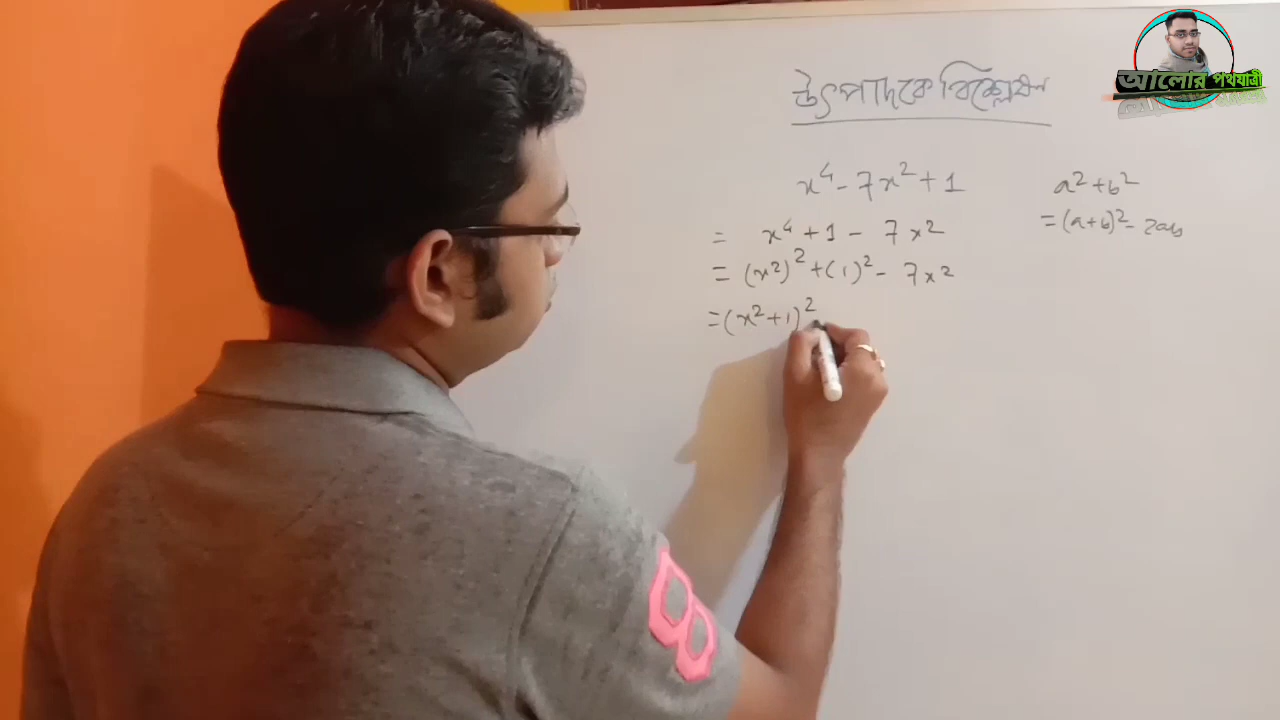 আলোর পথযাত্রী
উৎপাদকে বিশ্লেষণ
x⁴ - 7x² + 1
= x⁴ + 1 - 7x²
= (x²)² + (1)² - 7x²
= (x² + 1)²
a² + b²
= (a + b)² - 2ab
B